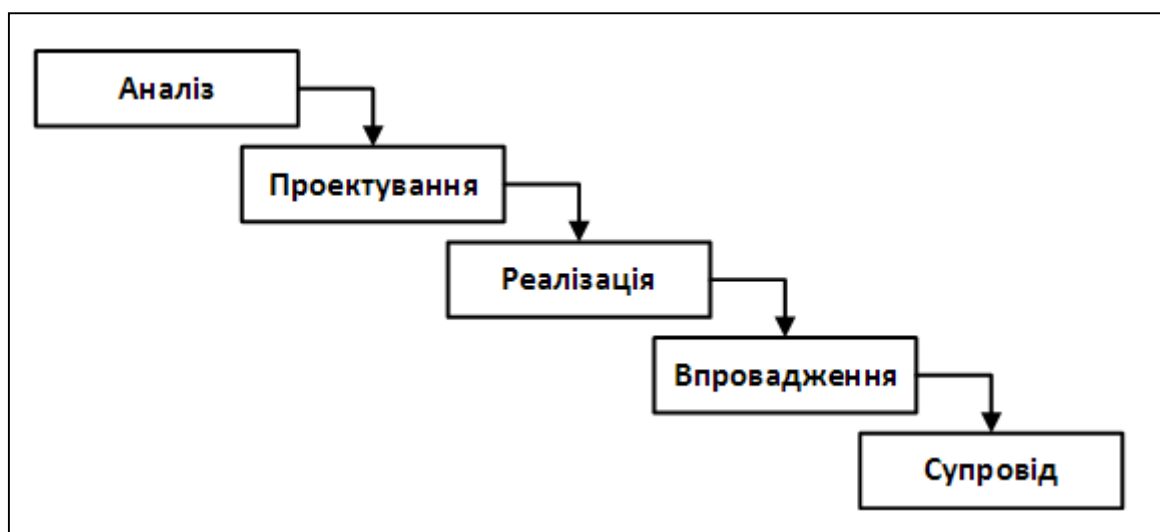 Аналіз
Проектування
Реалізація
Впровадження
Супровід